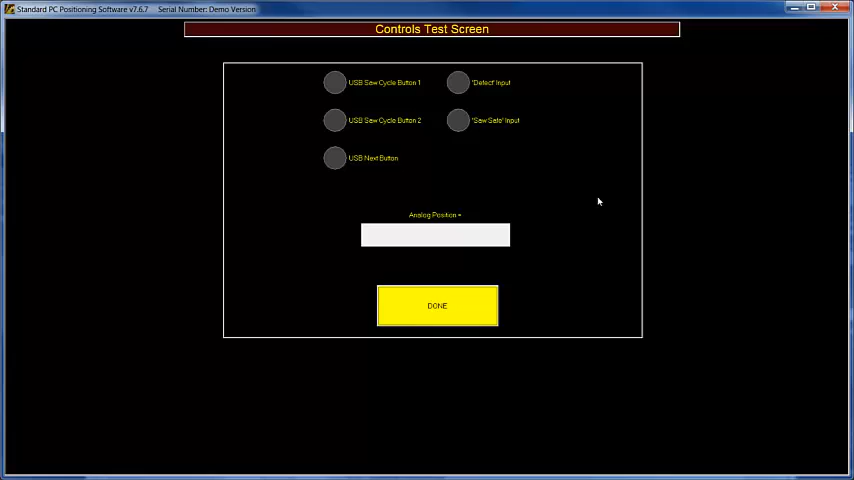 Standard PC Positioning Software v7.6.7 Serial Number: Demo Version
Controls Test Screen
USB Saw Cycle Button 1
'Detect' Input
USB Saw Cycle Button 2
'Saw Safe' Input
USB Next Button
Analog Position =
DONE